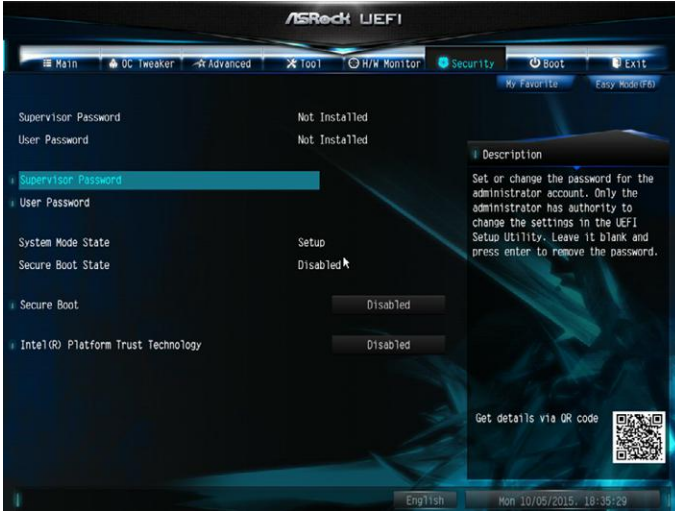 ASRock UEFI
Main OC Tweaker Advanced Tool H/W Monitor Security Boot Exit
My Favorite Easy Mode(F6)
Supervisor Password Not Installed
User Password Not Installed
Supervisor Password
User Password
System Mode State Setup
Secure Boot State Disabled
Secure Boot Disabled
Intel(R) Platform Trust Technology Disabled
Description
Set or change the password for the
administrator account. Only the
administrator has authority to
change the settings in the UEFI
Setup Utility. Leave it blank and
press enter to remove the password.
Get details via QR code
English Mon 10/05/2015. 18:35:29